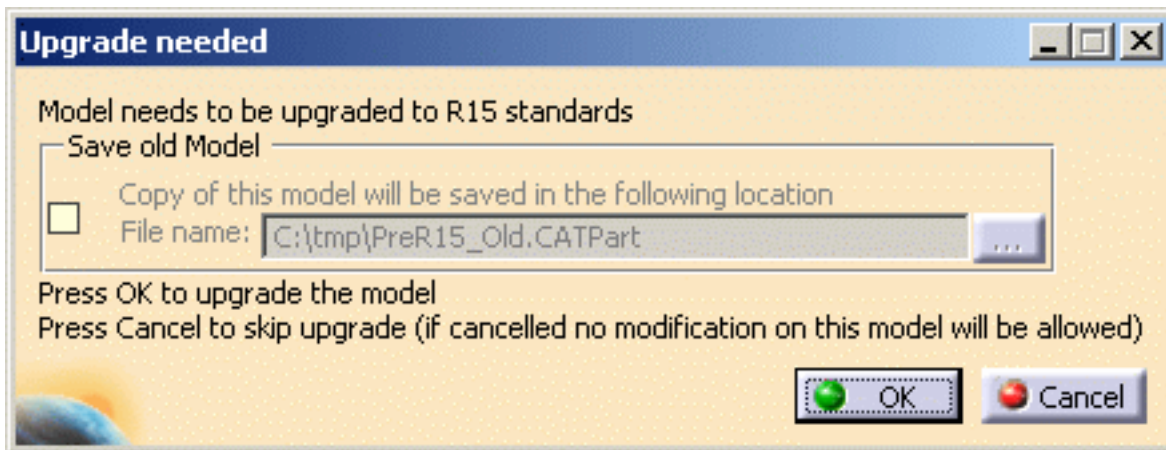 Upgrade needed
Model needs to be upgraded to R15 standards
Save old Model
Copy of this model will be saved in the following location
File name: C:\tmp\PreR15_Old.CATPart ...
Press OK to upgrade the model
Press Cancel to skip upgrade (if cancelled no modification on this model will be allowed)
OK Cancel